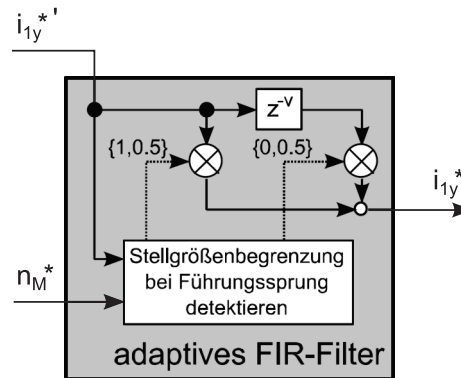 i1y*'
z-v
{1,0.5}
{0,0.5}
i1y*
Stellgrößenbegrenzung
bei Führungssprung
detektieren
nM*
adaptives FIR-Filter